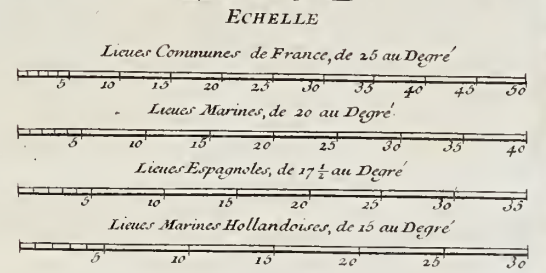 ECHELLE
Lieues Communes de France, de 25 au Degré
5 10 15 20 25 30 35 40 45 50
Lieues Marines, de 20 au Degré
5 10 15 20 25 30 35 40
Lieues Espagnoles, de 17 ½ au Degré
5 10 15 20 25 30 35
Lieues Marines Hollandoises, de 15 au Degré
5 10 15 20 25 30